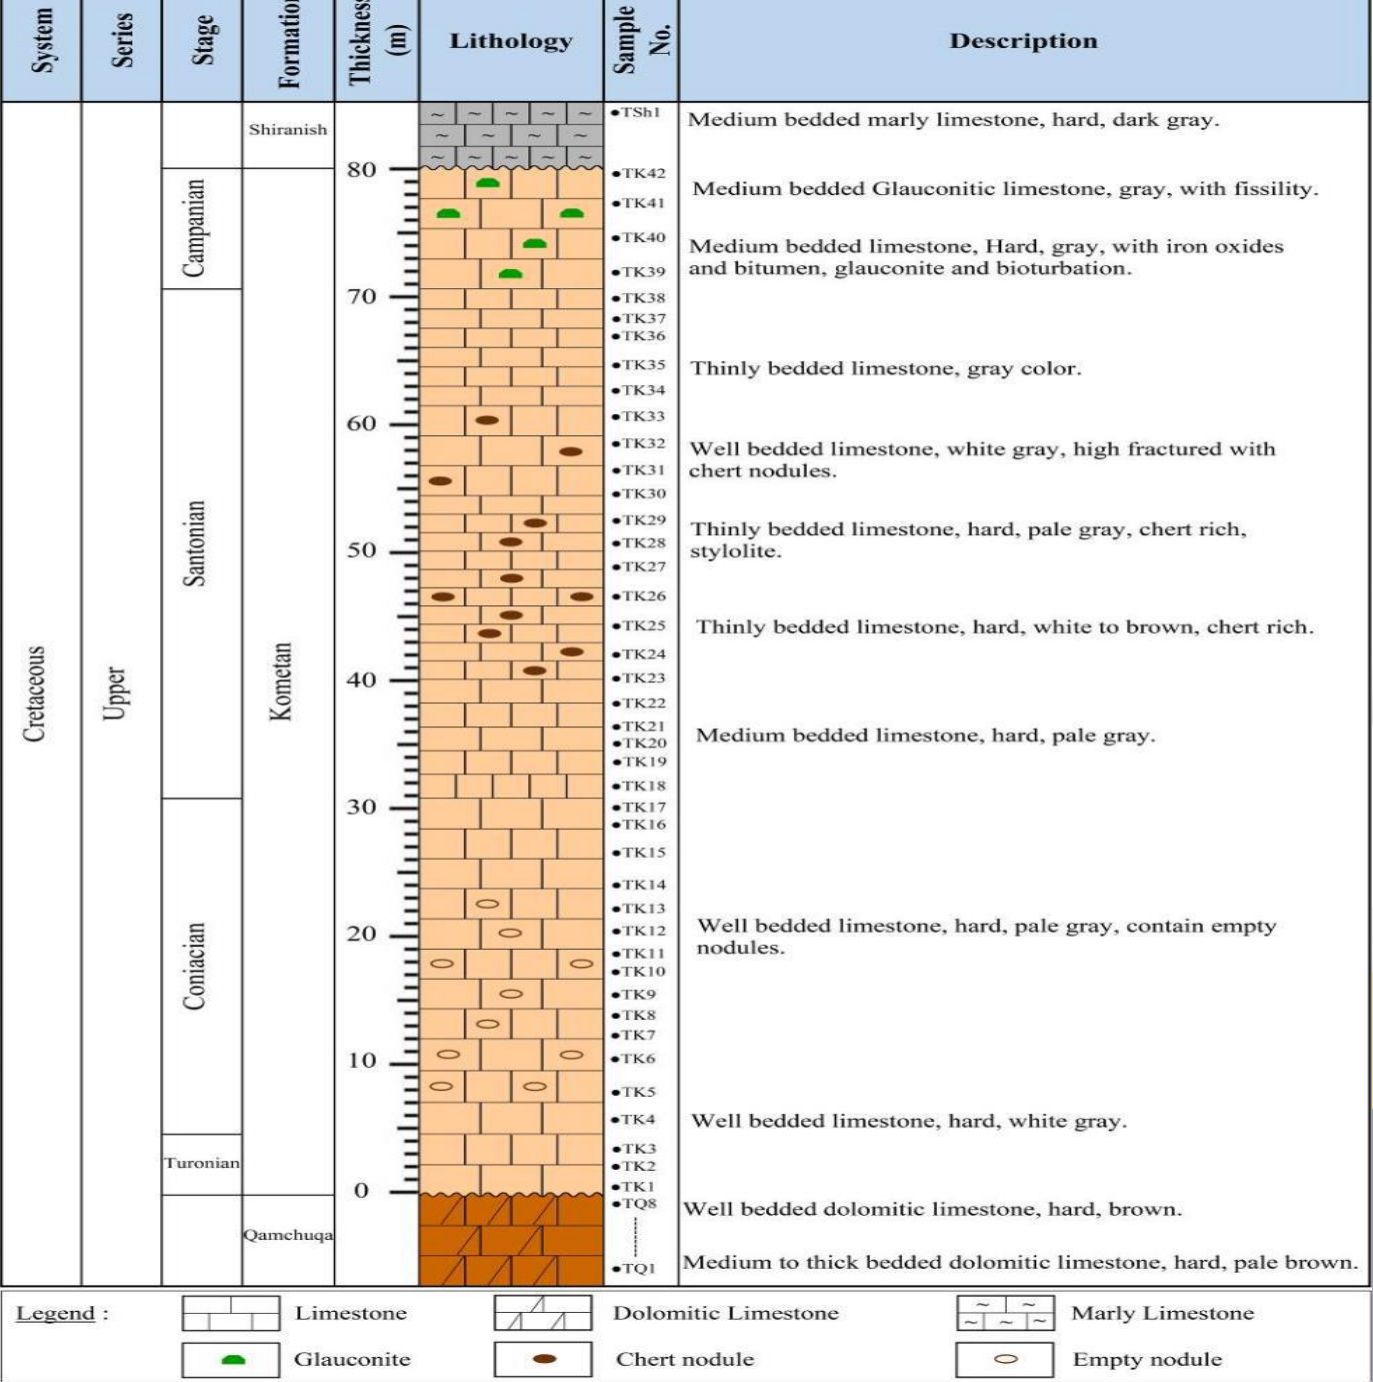 System
Series
Stage
Formation
Thickness
(m)
Lithology
Sample
No.
Description
Cretaceous
Upper
Campanian
Santonian
Coniacian
Turonian
Shiranish
Kometan
Qamchuqa
80
70
60
50
40
30
20
10
0
TSh1
TK42
TK41
TK40
TK39
TK38
TK37
TK36
TK35
TK34
TK33
TK32
TK31
TK30
TK29
TK28
TK27
TK26
TK25
TK24
TK23
TK22
TK21
TK20
TK19
TK18
TK17
TK16
TK15
TK14
TK13
TK12
TK11
TK10
TK9
TK8
TK7
TK6
TK5
TK4
TK3
TK2
TK1
TQ8
TQ1
Medium bedded marly limestone, hard, dark gray.
Medium bedded Glauconitic limestone, gray, with fissility.
Medium bedded limestone, Hard, gray, with iron oxides
and bitumen, glauconite and bioturbation.
Thinly bedded limestone, gray color.
Well bedded limestone, white gray, high fractured with
chert nodules.
Thinly bedded limestone, hard, pale gray, chert rich,
stylolite.
Thinly bedded limestone, hard, white to brown, chert rich.
Medium bedded limestone, hard, pale gray.
Well bedded limestone, hard, pale gray, contain empty
nodules.
Well bedded limestone, hard, white gray.
Well bedded dolomitic limestone, hard, brown.
Medium to thick bedded dolomitic limestone, hard, pale brown.
Legend :
Limestone
Dolomitic Limestone
Marly Limestone
Glauconite
Chert nodule
Empty nodule